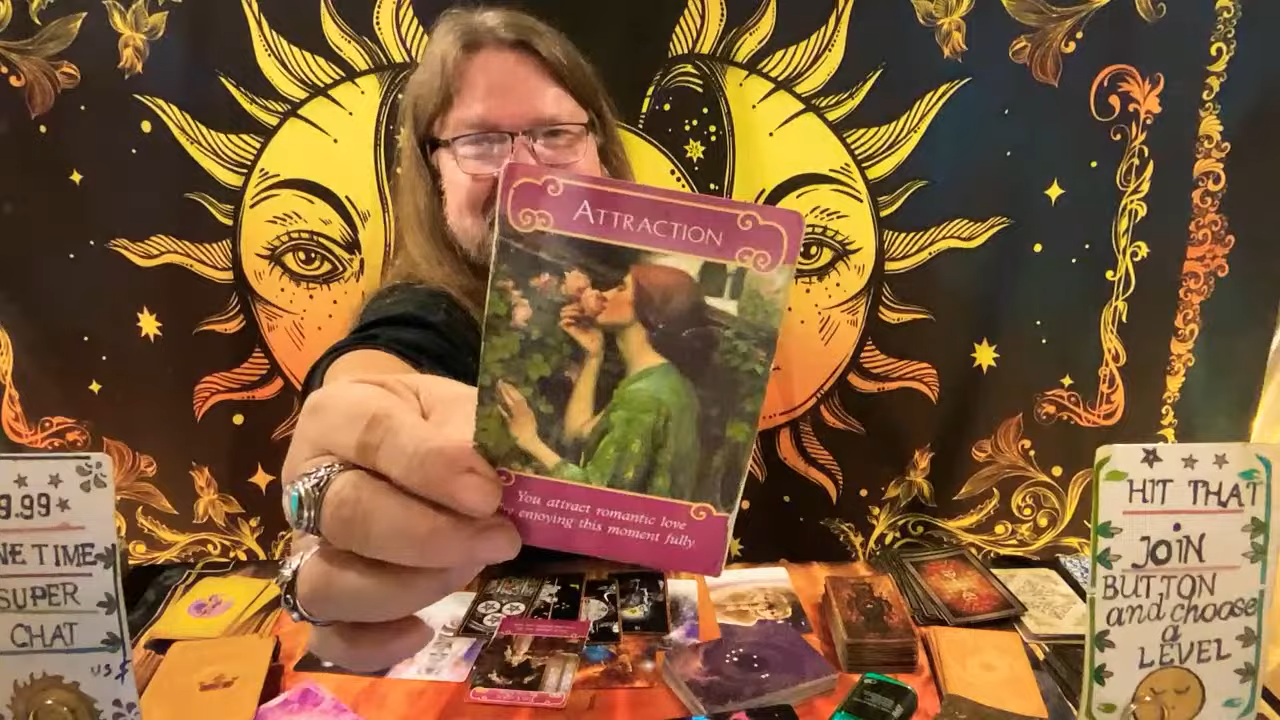 ATTRACTION
You attract romantic love
enjoying this moment fully.
9.99
TIME
SUPER
CHAT
US $
HIT THAT
JOIN
BUTTON
and choose
a
LEVEL